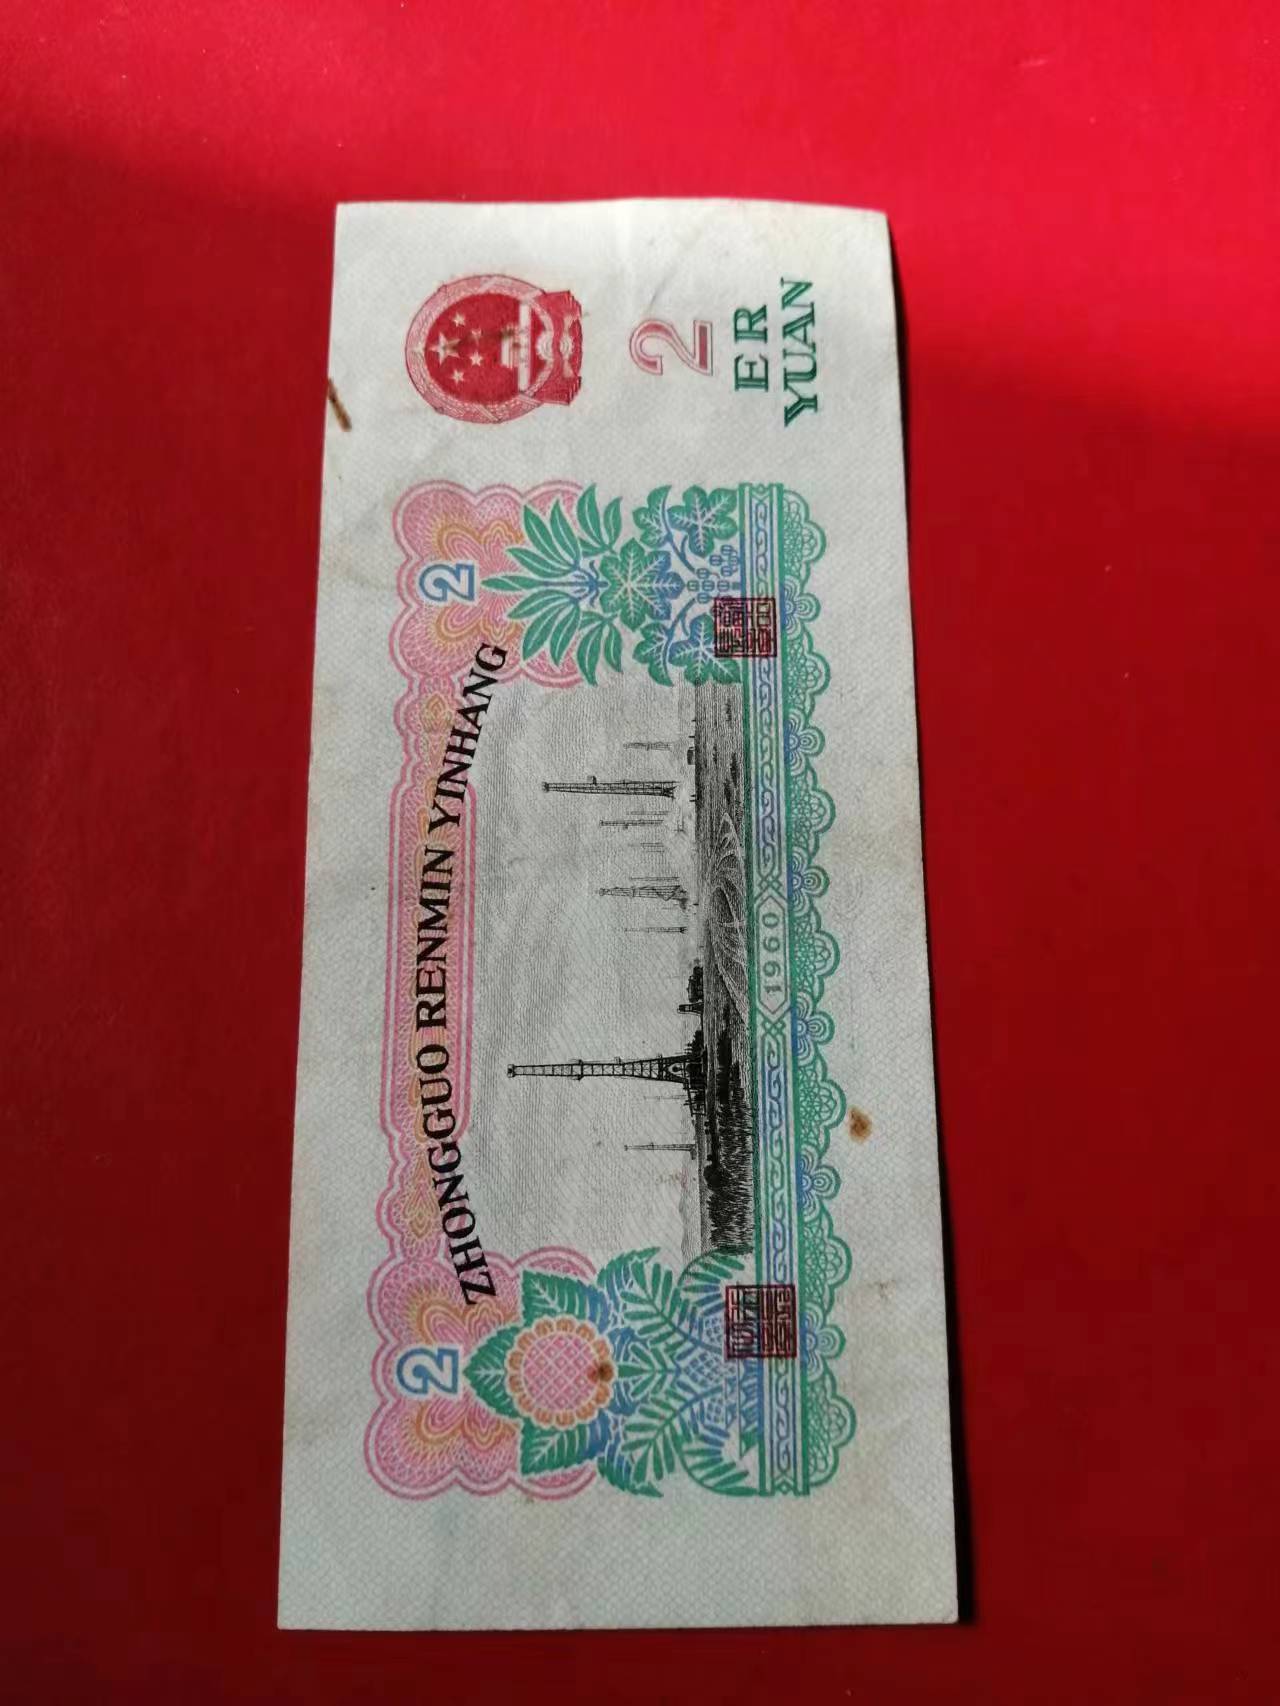 ZHONGGUO RENMIN YINHANG
2
2
1960
2
ER
YUAN